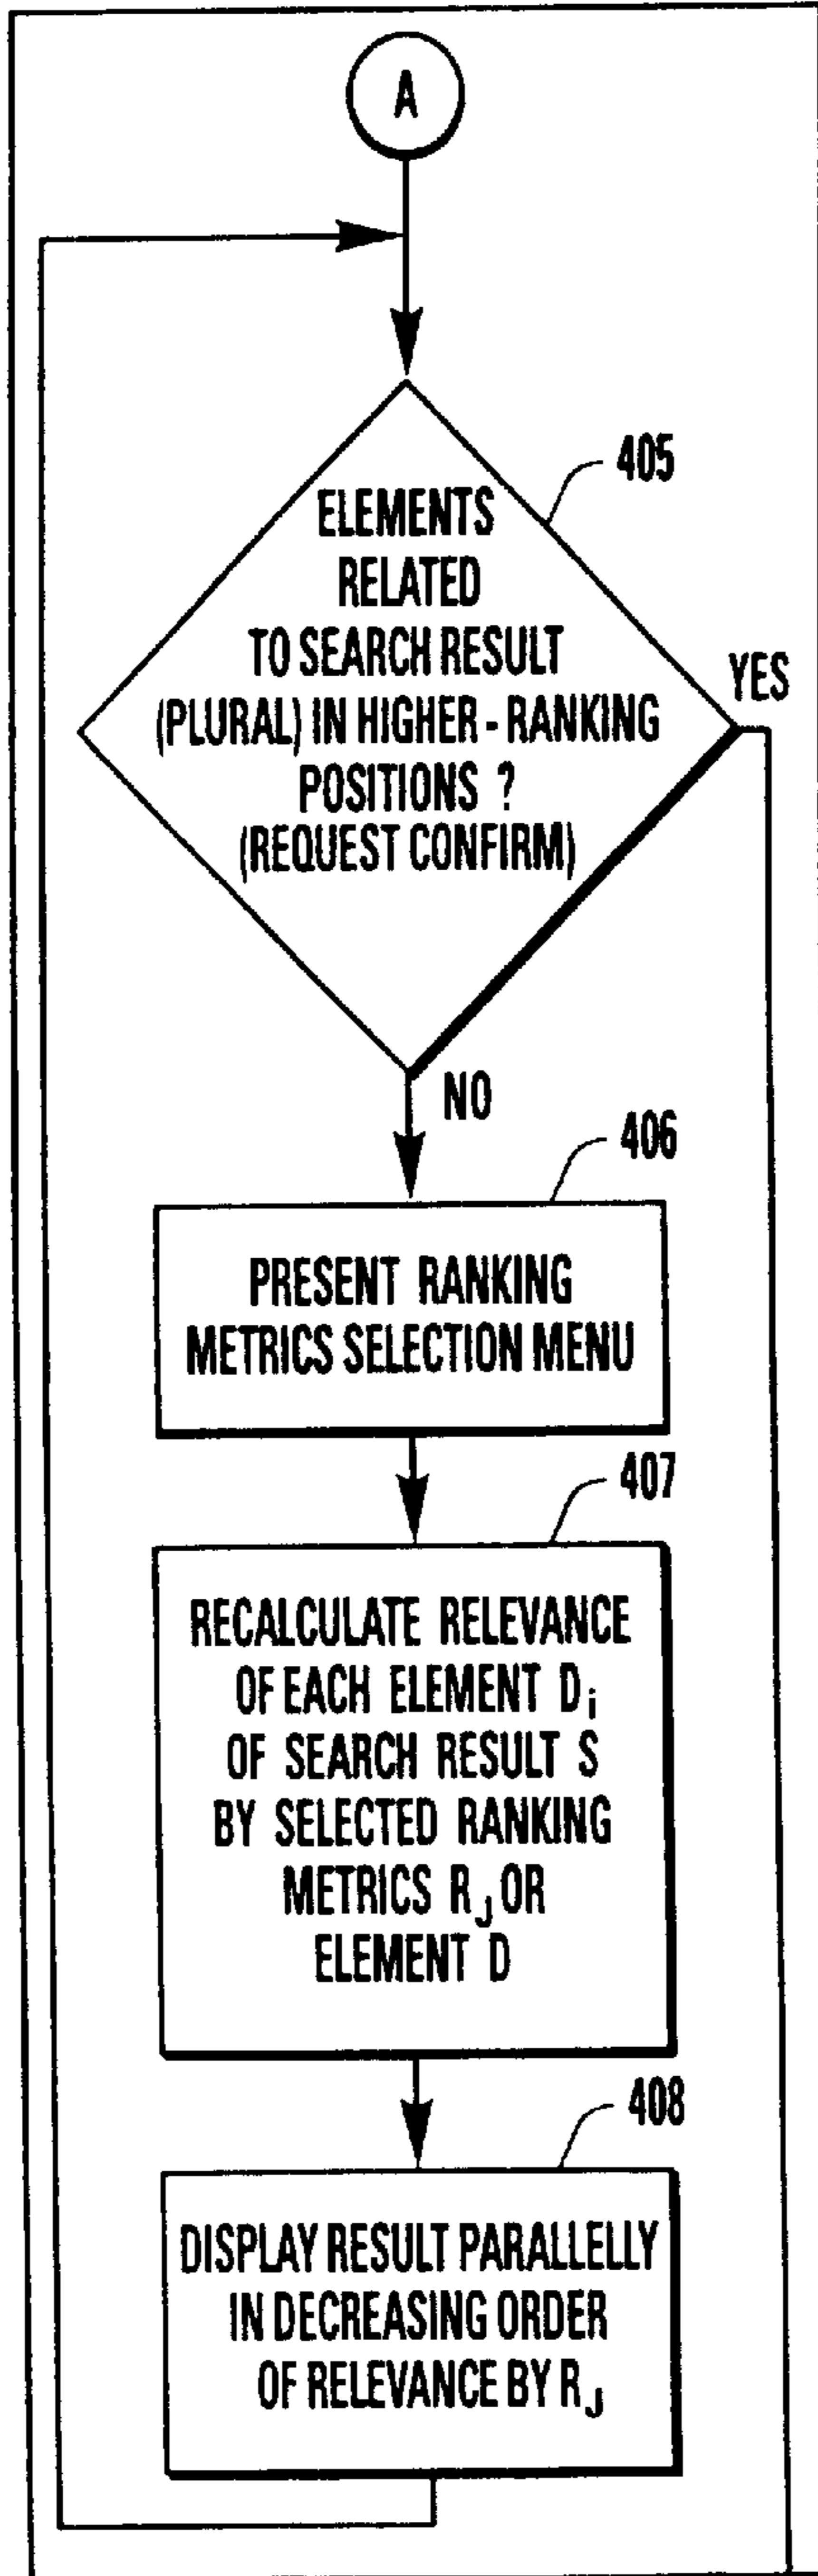 A
405
ELEMENTS
RELATED
TO SEARCH RESULT
(PLURAL) IN HIGHER - RANKING
POSITIONS ?
(REQUEST CONFIRM)
YES
NO
406
PRESENT RANKING
METRICS SELECTION MENU
407
RECALCULATE RELEVANCE
OF EACH ELEMENT Di
OF SEARCH RESULT S
BY SELECTED RANKING
METRICS RJ OR
ELEMENT D
408
DISPLAY RESULT PARALLELLY
IN DECREASING ORDER
OF RELEVANCE BY RJ